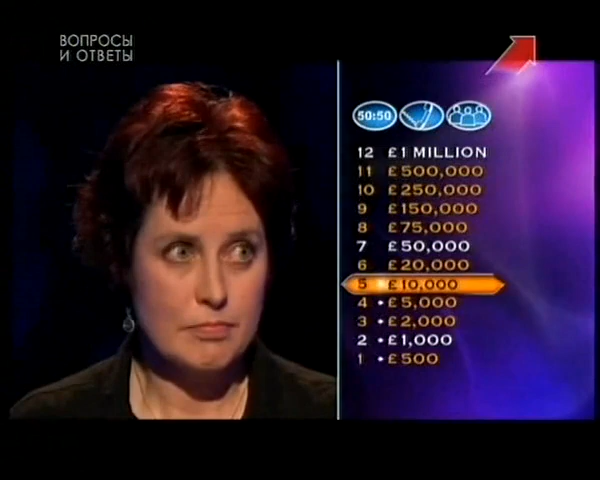 ВОПРОСЫ
И ОТВЕТЫ
50:50
12 £1 MILLION
11 £500,000
10 £250,000
9 £150,000
8 £75,000
7 £50,000
6 £20,000
5 £10,000
4 • £5,000
3 • £2,000
2 • £1,000
1 • £500